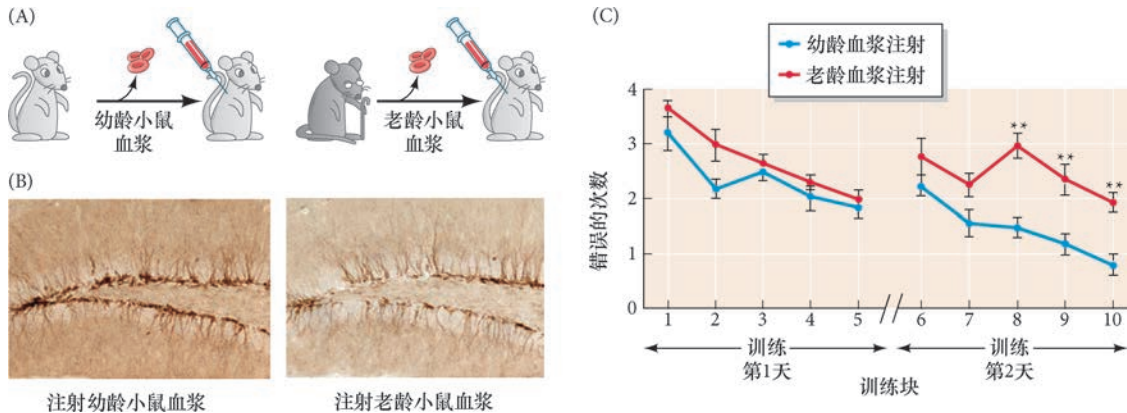 (A)
幼龄小鼠
血浆
老龄小鼠
血浆
(B)
注射幼龄小鼠血浆
注射老龄小鼠血浆
(C)
幼龄血浆注射
老龄血浆注射
错误的次数
4
3
2
1
0
**
**
**
1 2 3 4 5 6 7 8 9 10
训练 训练
第1天 第2天
训练块